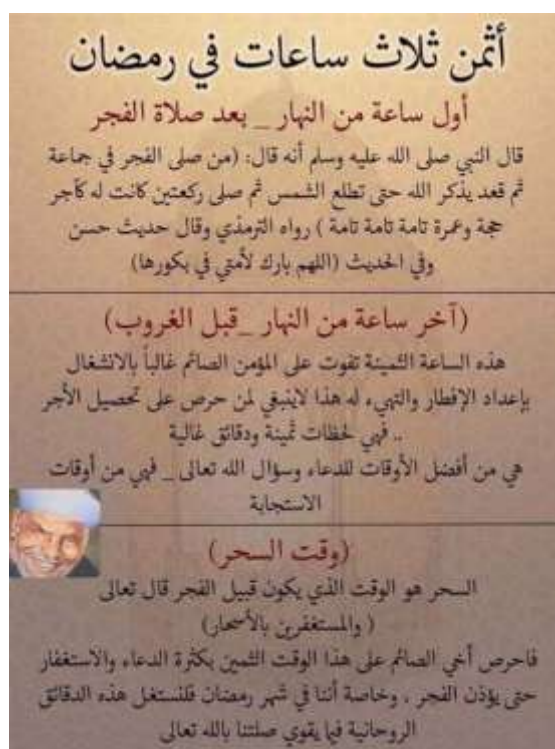 أثمن ثلاث ساعات في رمضان
أول ساعة من النهار _ بعد صلاة الفجر
قال النبي صلى الله عليه وسلم أنه قال: (من صلى الفجر في جماعة
ثم قعد يذكر الله حتى تطلع الشمس ثم صلى ركعتين كانت له كأجر
حجة وعمرة تامة تامة تامة ) رواه الترمذي وقال حديث حسن
وفي الحديث (اللهم بارك لأمتي في بكورها)
(آخر ساعة من النهار _قبل الغروب)
هذه الساعة الثمينة تفوت على المؤمن الصائم غالباً بالانشغال
بإعداد الإفطار والتهيء له هذا لاينبغي لمن حرص على تحصيل الأجر
.. فهي لحظات ثمينة ودقائق غالية
هي من أفضل الأوقات للدعاء وسؤال الله تعالى _ فهي من أوقات
الاستجابة
(وقت السحر)
السحر هو الوقت الذي يكون قبيل الفجر قال تعالى
( والمستغفرين بالأسحار)
فاحرص أخي الصائم على هذا الوقت الثمين بكثرة الدعاء والاستغفار
حتى يؤذن الفجر . وخاصة أننا في شهر رمضان فلنستغل هذه الدقائق
الروحانية فيما يقوي صلتنا بالله تعالى